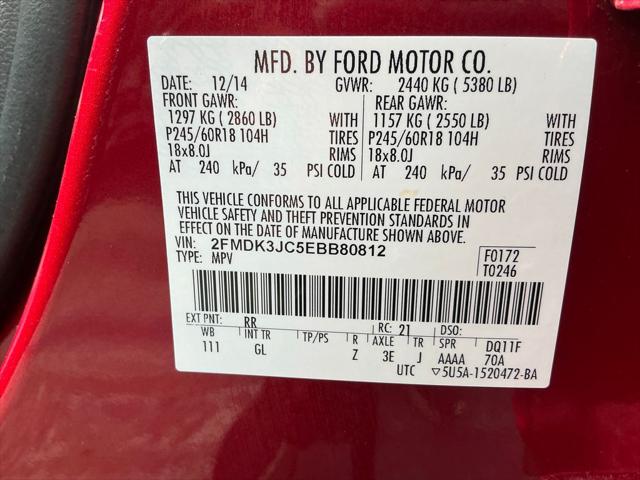 MFD. BY FORD MOTOR CO.
DATE: 12/14 GVWR: 2440 KG ( 5380 LB)
FRONT GAWR: REAR GAWR:
1297 KG ( 2860 LB) WITH 1157 KG ( 2550 LB) WITH
P245/60R18 104H TIRES P245/60R18 104H TIRES
18x8.0J RIMS 18x8.0J RIMS
AT 240 kPa/ 35 PSI COLD AT 240 kPa/ 35 PSI COLD
THIS VEHICLE CONFORMS TO ALL APPLICABLE FEDERAL MOTOR
VEHICLE SAFETY AND THEFT PREVENTION STANDARDS IN
EFFECT ON THE DATE OF MANUFACTURE SHOWN ABOVE.
VIN: 2FMDK3JC5EBB80812 F0172
TYPE: MPV T0246
EXT PNT: RR RC: 21 DSO:
WB INT TR TP/PS R AXLE TR SPR DQ11F
111 GL Z 3E J AAAA 70A
UTC ▽5U5A-1520472-BA